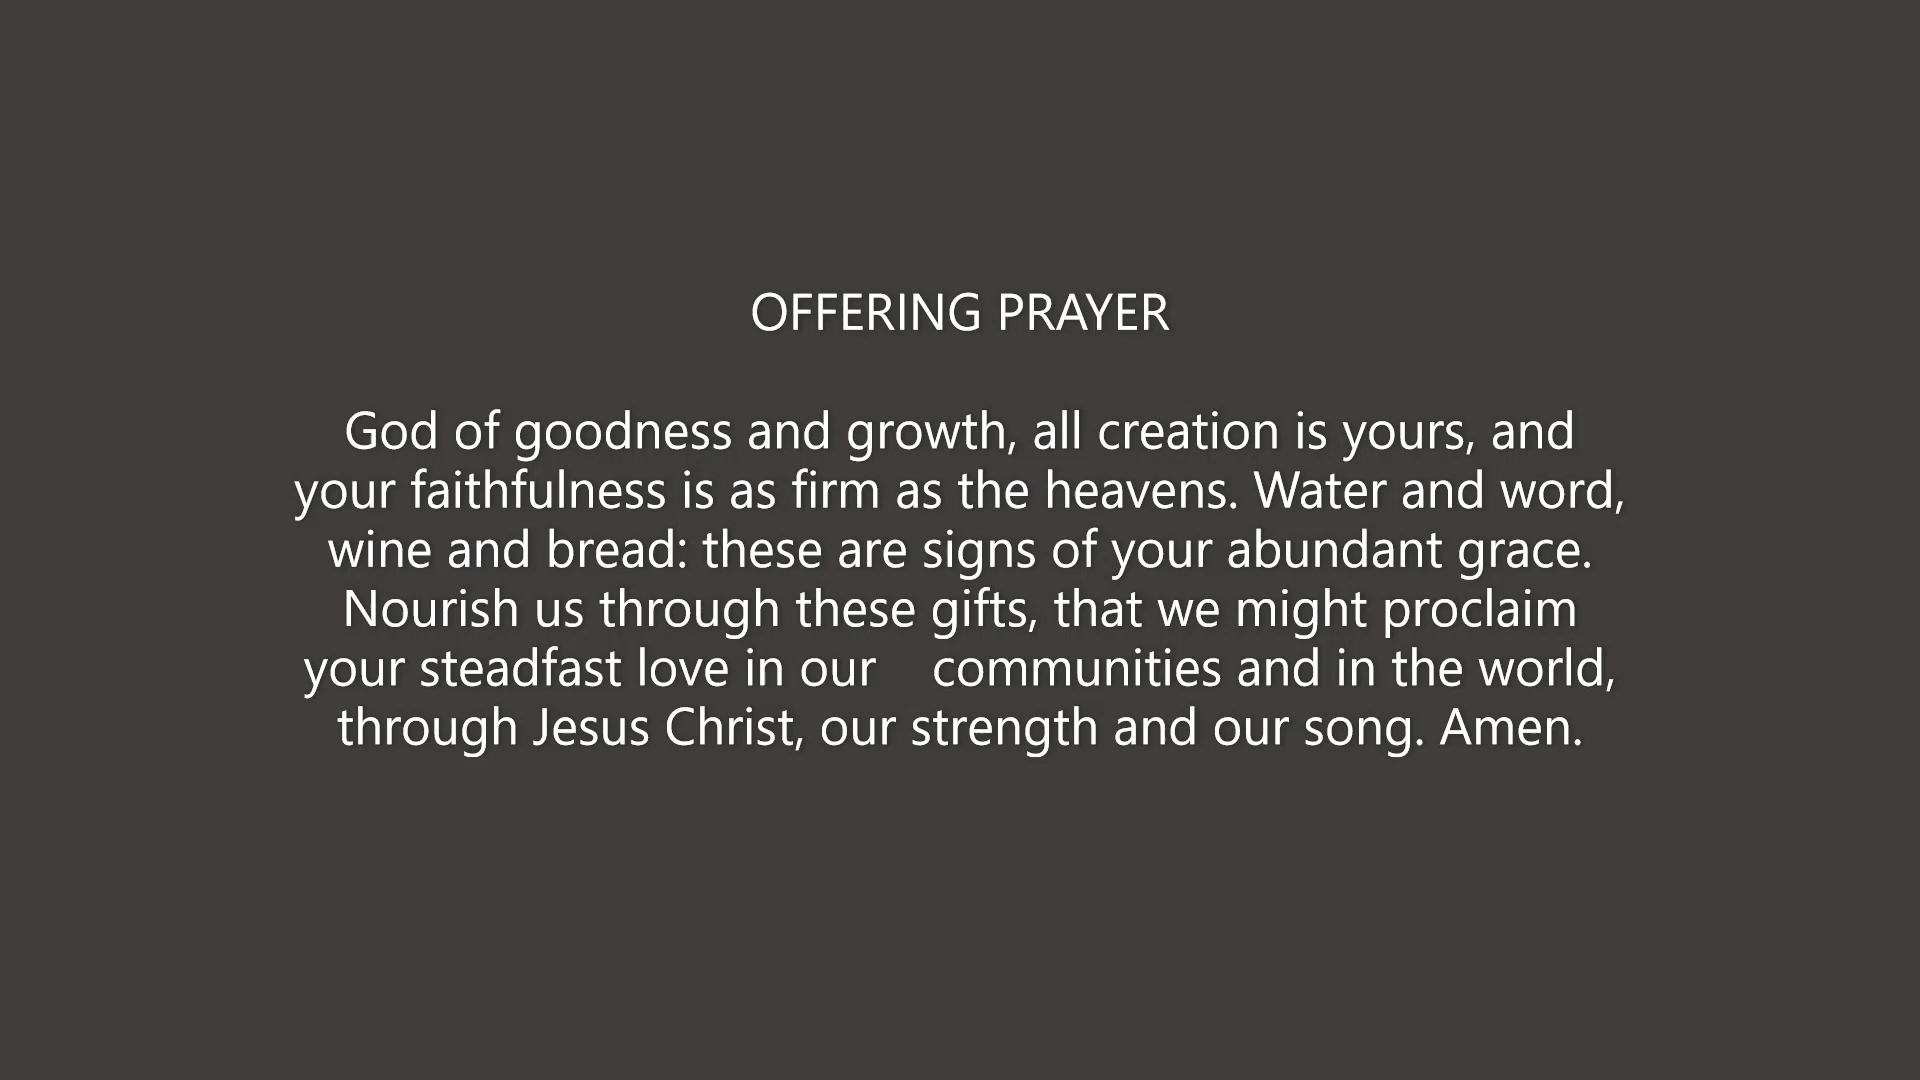 OFFERING PRAYER
God of goodness and growth, all creation is yours, and
your faithfulness is as firm as the heavens. Water and word,
wine and bread: these are signs of your abundant grace.
Nourish us through these gifts, that we might proclaim
your steadfast love in our    communities and in the world,
through Jesus Christ, our strength and our song. Amen.